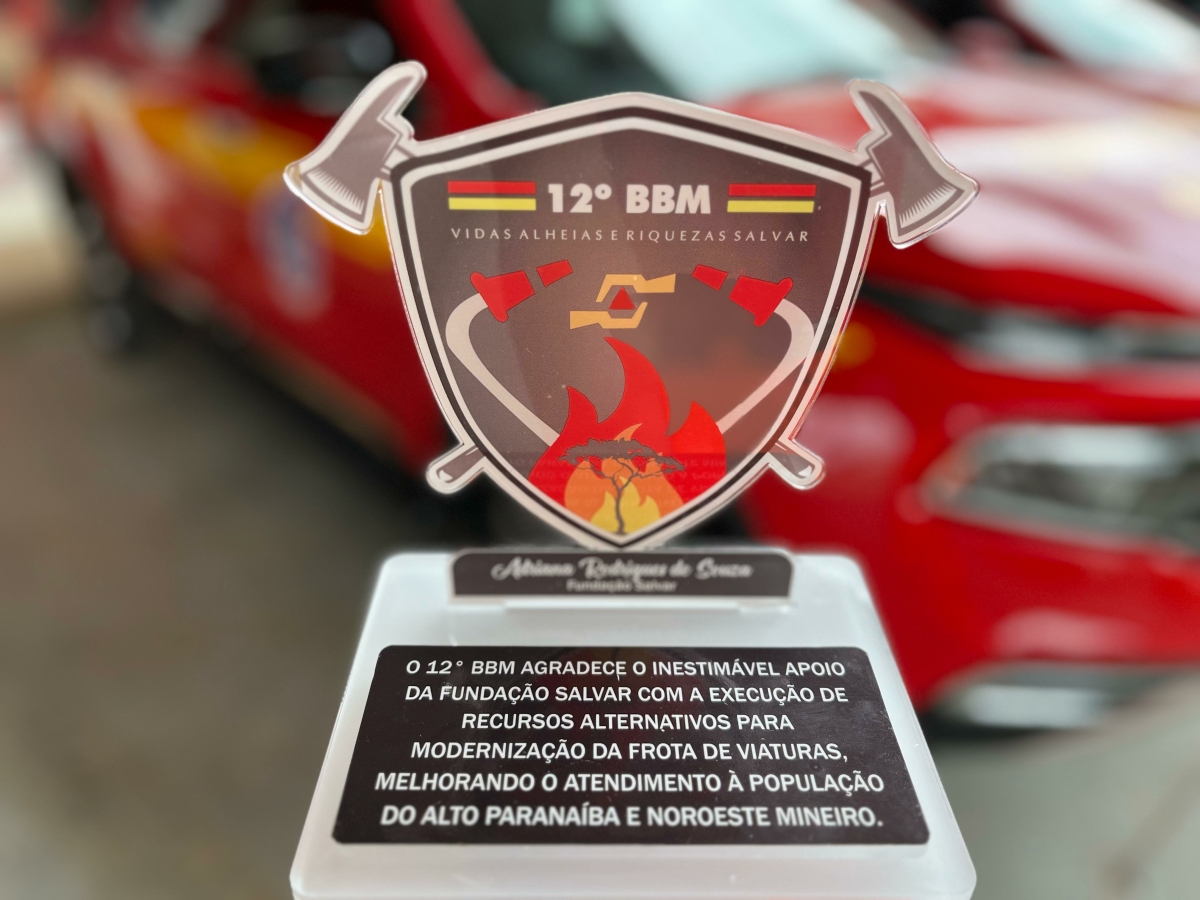 12º BBM
VIDAS ALHEIAS E RIQUEZAS SALVAR
Adriana Rodrigues de Souza
Fundação Salvar
O 12° BBM AGRADECE O INESTIMÁVEL APOIO
DA FUNDAÇÃO SALVAR COM A EXECUÇÃO DE
RECURSOS ALTERNATIVOS PARA
MODERNIZAÇÃO DA FROTA DE VIATURAS,
MELHORANDO O ATENDIMENTO À POPULAÇÃO
DO ALTO PARANAÍBA E NOROESTE MINEIRO.